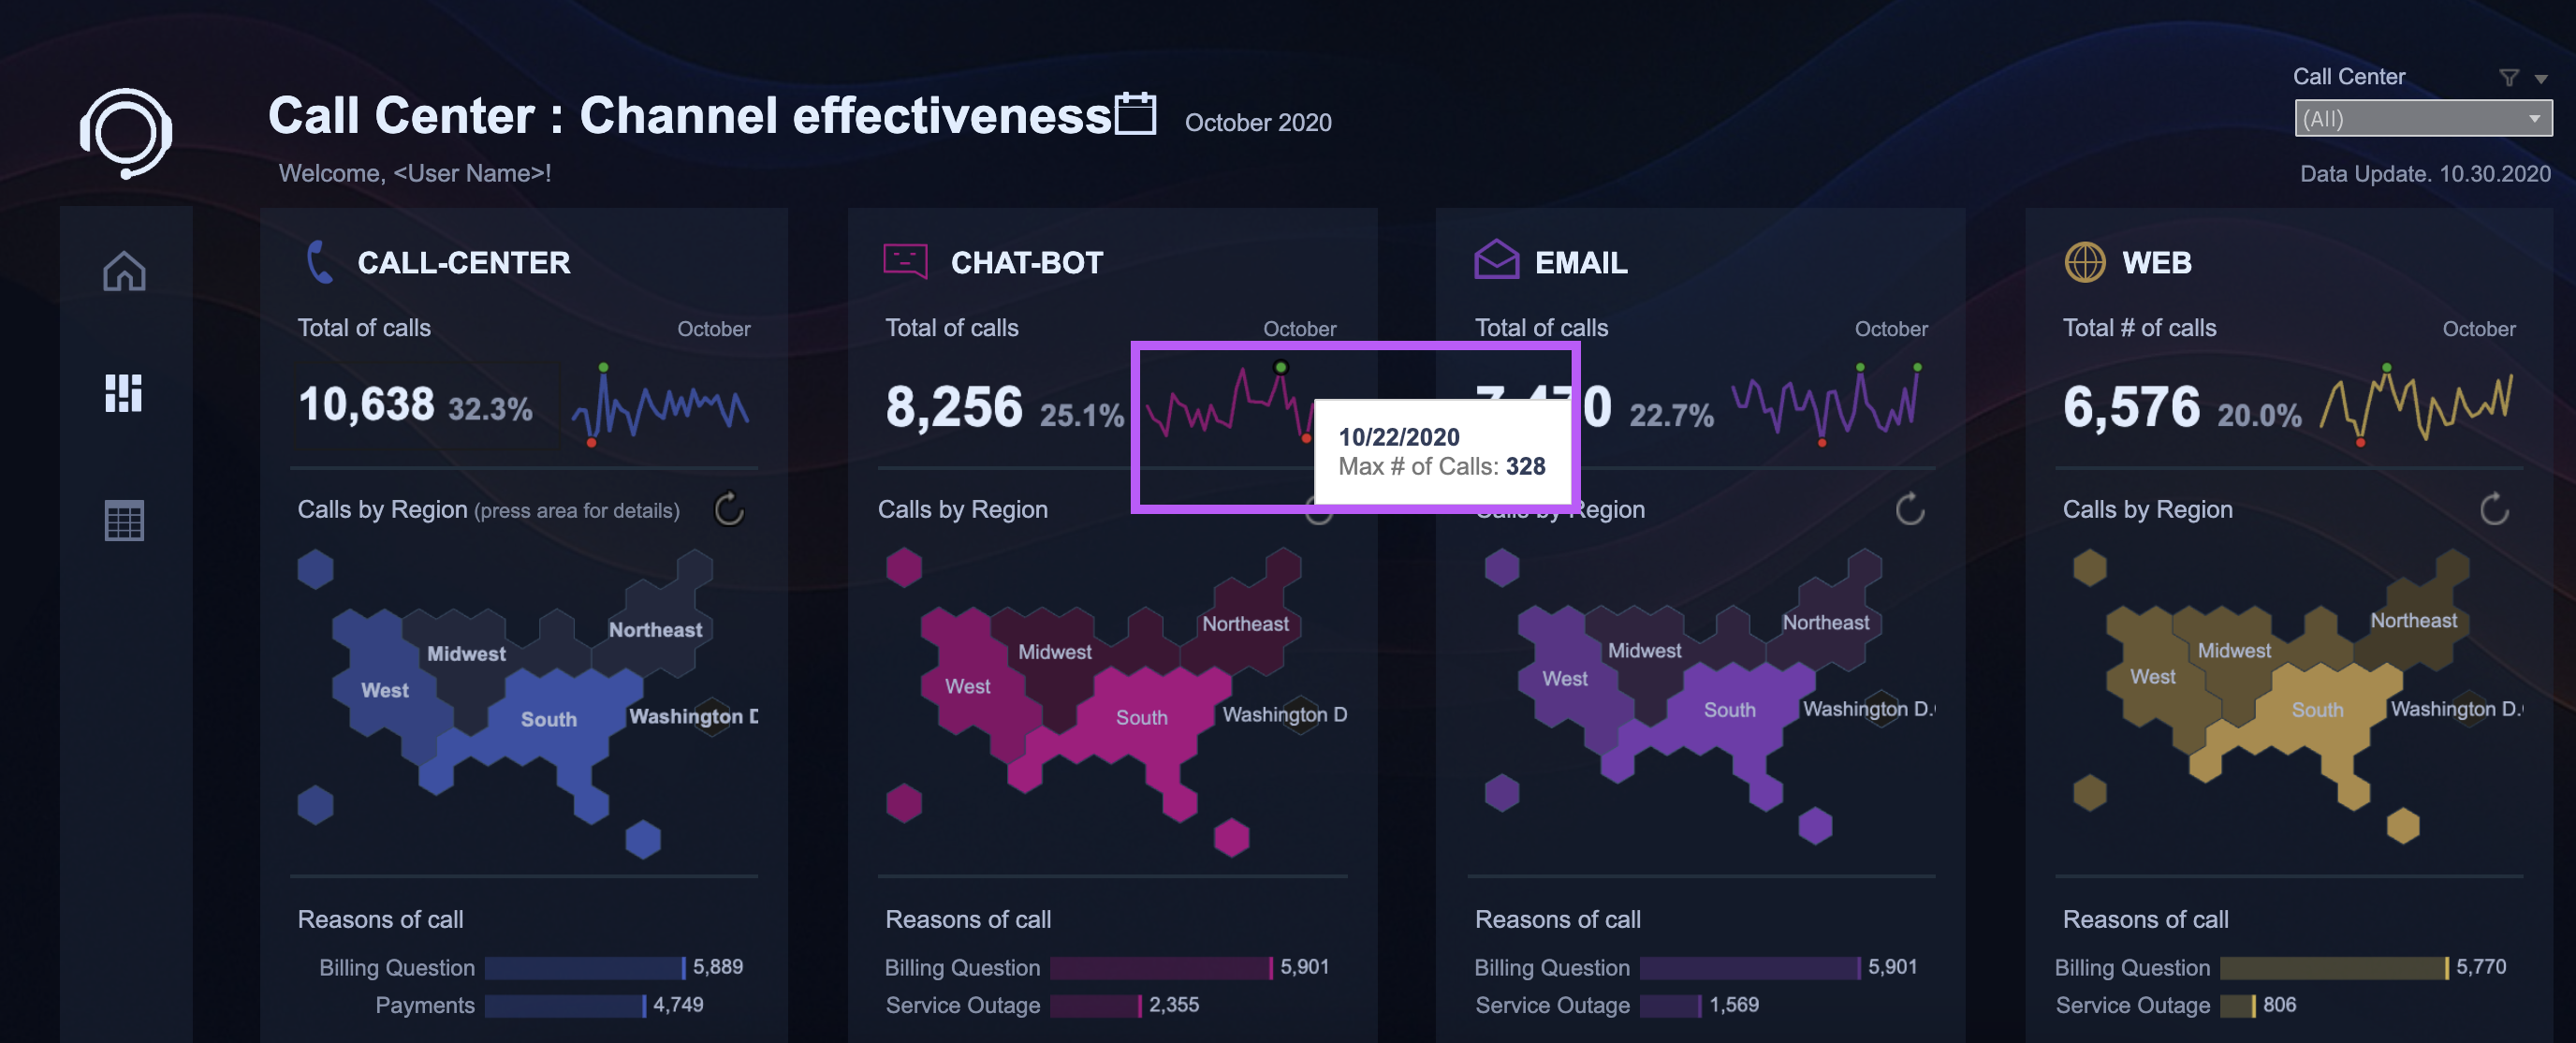 Call Center : Channel effectiveness
October 2020
Welcome, <User Name>!
Call Center
(All)
Data Update. 10.30.2020
CALL-CENTER
Total of calls
October
10,638 32.3%
Calls by Region (press area for details)
Northeast
Midwest
West
South
Washington D
Reasons of call
Billing Question 5,889
Payments 4,749
CHAT-BOT
Total of calls
October
8,256 25.1%
10/22/2020
Max # of Calls: 328
Calls by Region
Northeast
Midwest
West
South
Washington D
Reasons of call
Billing Question 5,901
Service Outage 2,355
EMAIL
Total of calls
October
22.7%
Calls by Region
Northeast
Midwest
West
South
Washington D.
Reasons of call
Billing Question 5,901
Service Outage 1,569
WEB
Total # of calls
October
6,576 20.0%
Calls by Region
Northeast
Midwest
West
South
Washington D.
Reasons of call
Billing Question 5,770
Service Outage 806